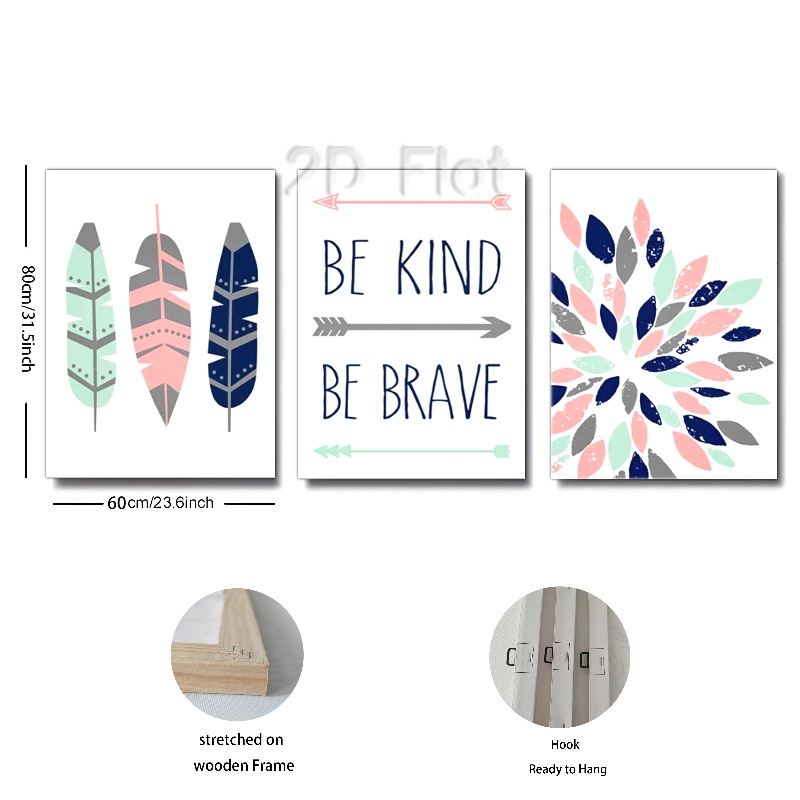 2D Flat
BE KIND
BE BRAVE
80cm/31.5inch
60cm/23.6inch
stretched on
wooden Frame
Hook
Ready to Hang